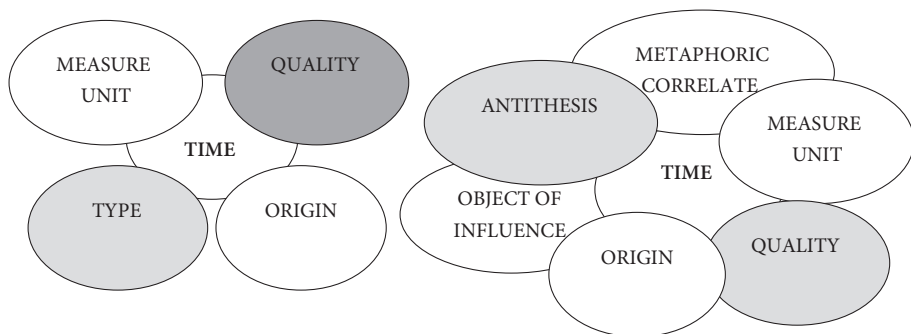 MEASURE
UNIT
QUALITY
TIME
TYPE
ORIGIN
METAPHORIC
CORRELATE
ANTITHESIS
MEASURE
UNIT
TIME
OBJECT OF
INFLUENCE
ORIGIN
QUALITY